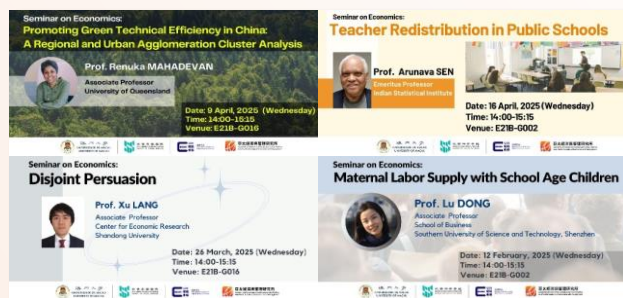 Seminar on Economics:
Promoting Green Technical Efficiency in China:
A Regional and Urban Agglomeration Cluster Analysis
Prof. Renuka MAHADEVAN
Associate Professor
University of Queensland
Date: 9 April, 2025 (Wednesday)
Time: 14:00-15:15
Venue: E21B-G016
Seminar on Economics:
Teacher Redistribution in Public Schools
Prof. Arunava SEN
Emeritus Professor
Indian Statistical Institute
Date: 16 April, 2025 (Wednesday)
Time: 14:00-15:15
Venue: E21B-G002
Seminar on Economics:
Disjoint Persuasion
Prof. Xu LANG
Associate Professor
Center for Economic Research
Shandong University
Date: 26 March, 2025 (Wednesday)
Time: 14:00-15:15
Venue: E21B-G016
Seminar on Economics:
Maternal Labor Supply with School Age Children
Prof. Lu DONG
Associate Professor
School of Business
Southern University of Science and Technology, Shenzhen
Date: 12 February, 2025 (Wednesday)
Time: 14:00-15:15
Venue: E21B-G002